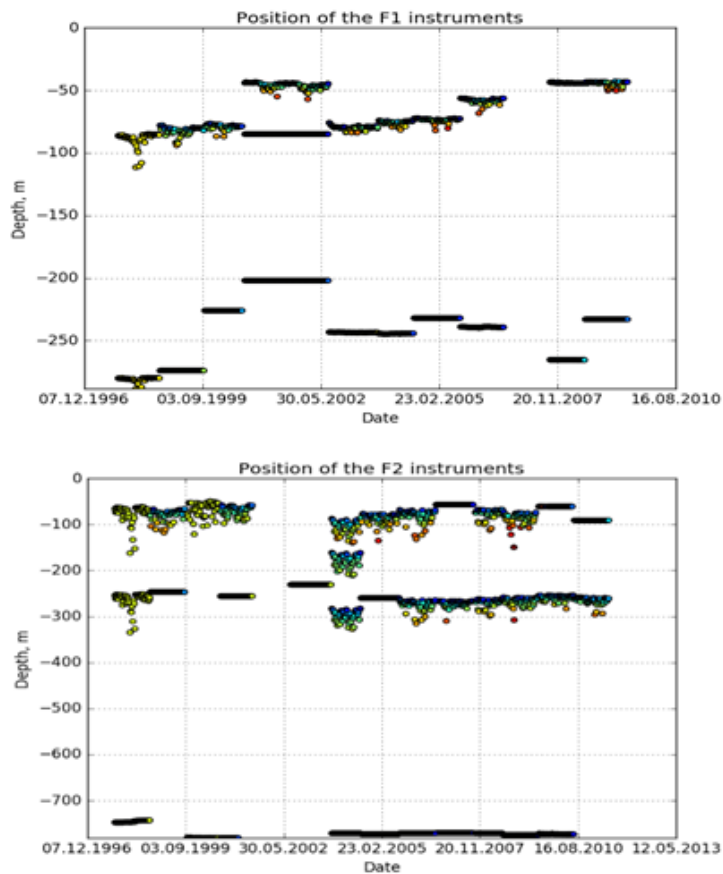 Position of the F1 instruments
0
−50
−100
−150
−200
−250
Depth, m
07.12.1996 03.09.1999 30.05.2002 23.02.2005 20.11.2007 16.08.2010
Date
Position of the F2 instruments
0
−100
−200
−300
−400
−500
−600
−700
Depth, m
07.12.1996 03.09.1999 30.05.2002 23.02.2005 20.11.2007 16.08.2010 12.05.2013
Date